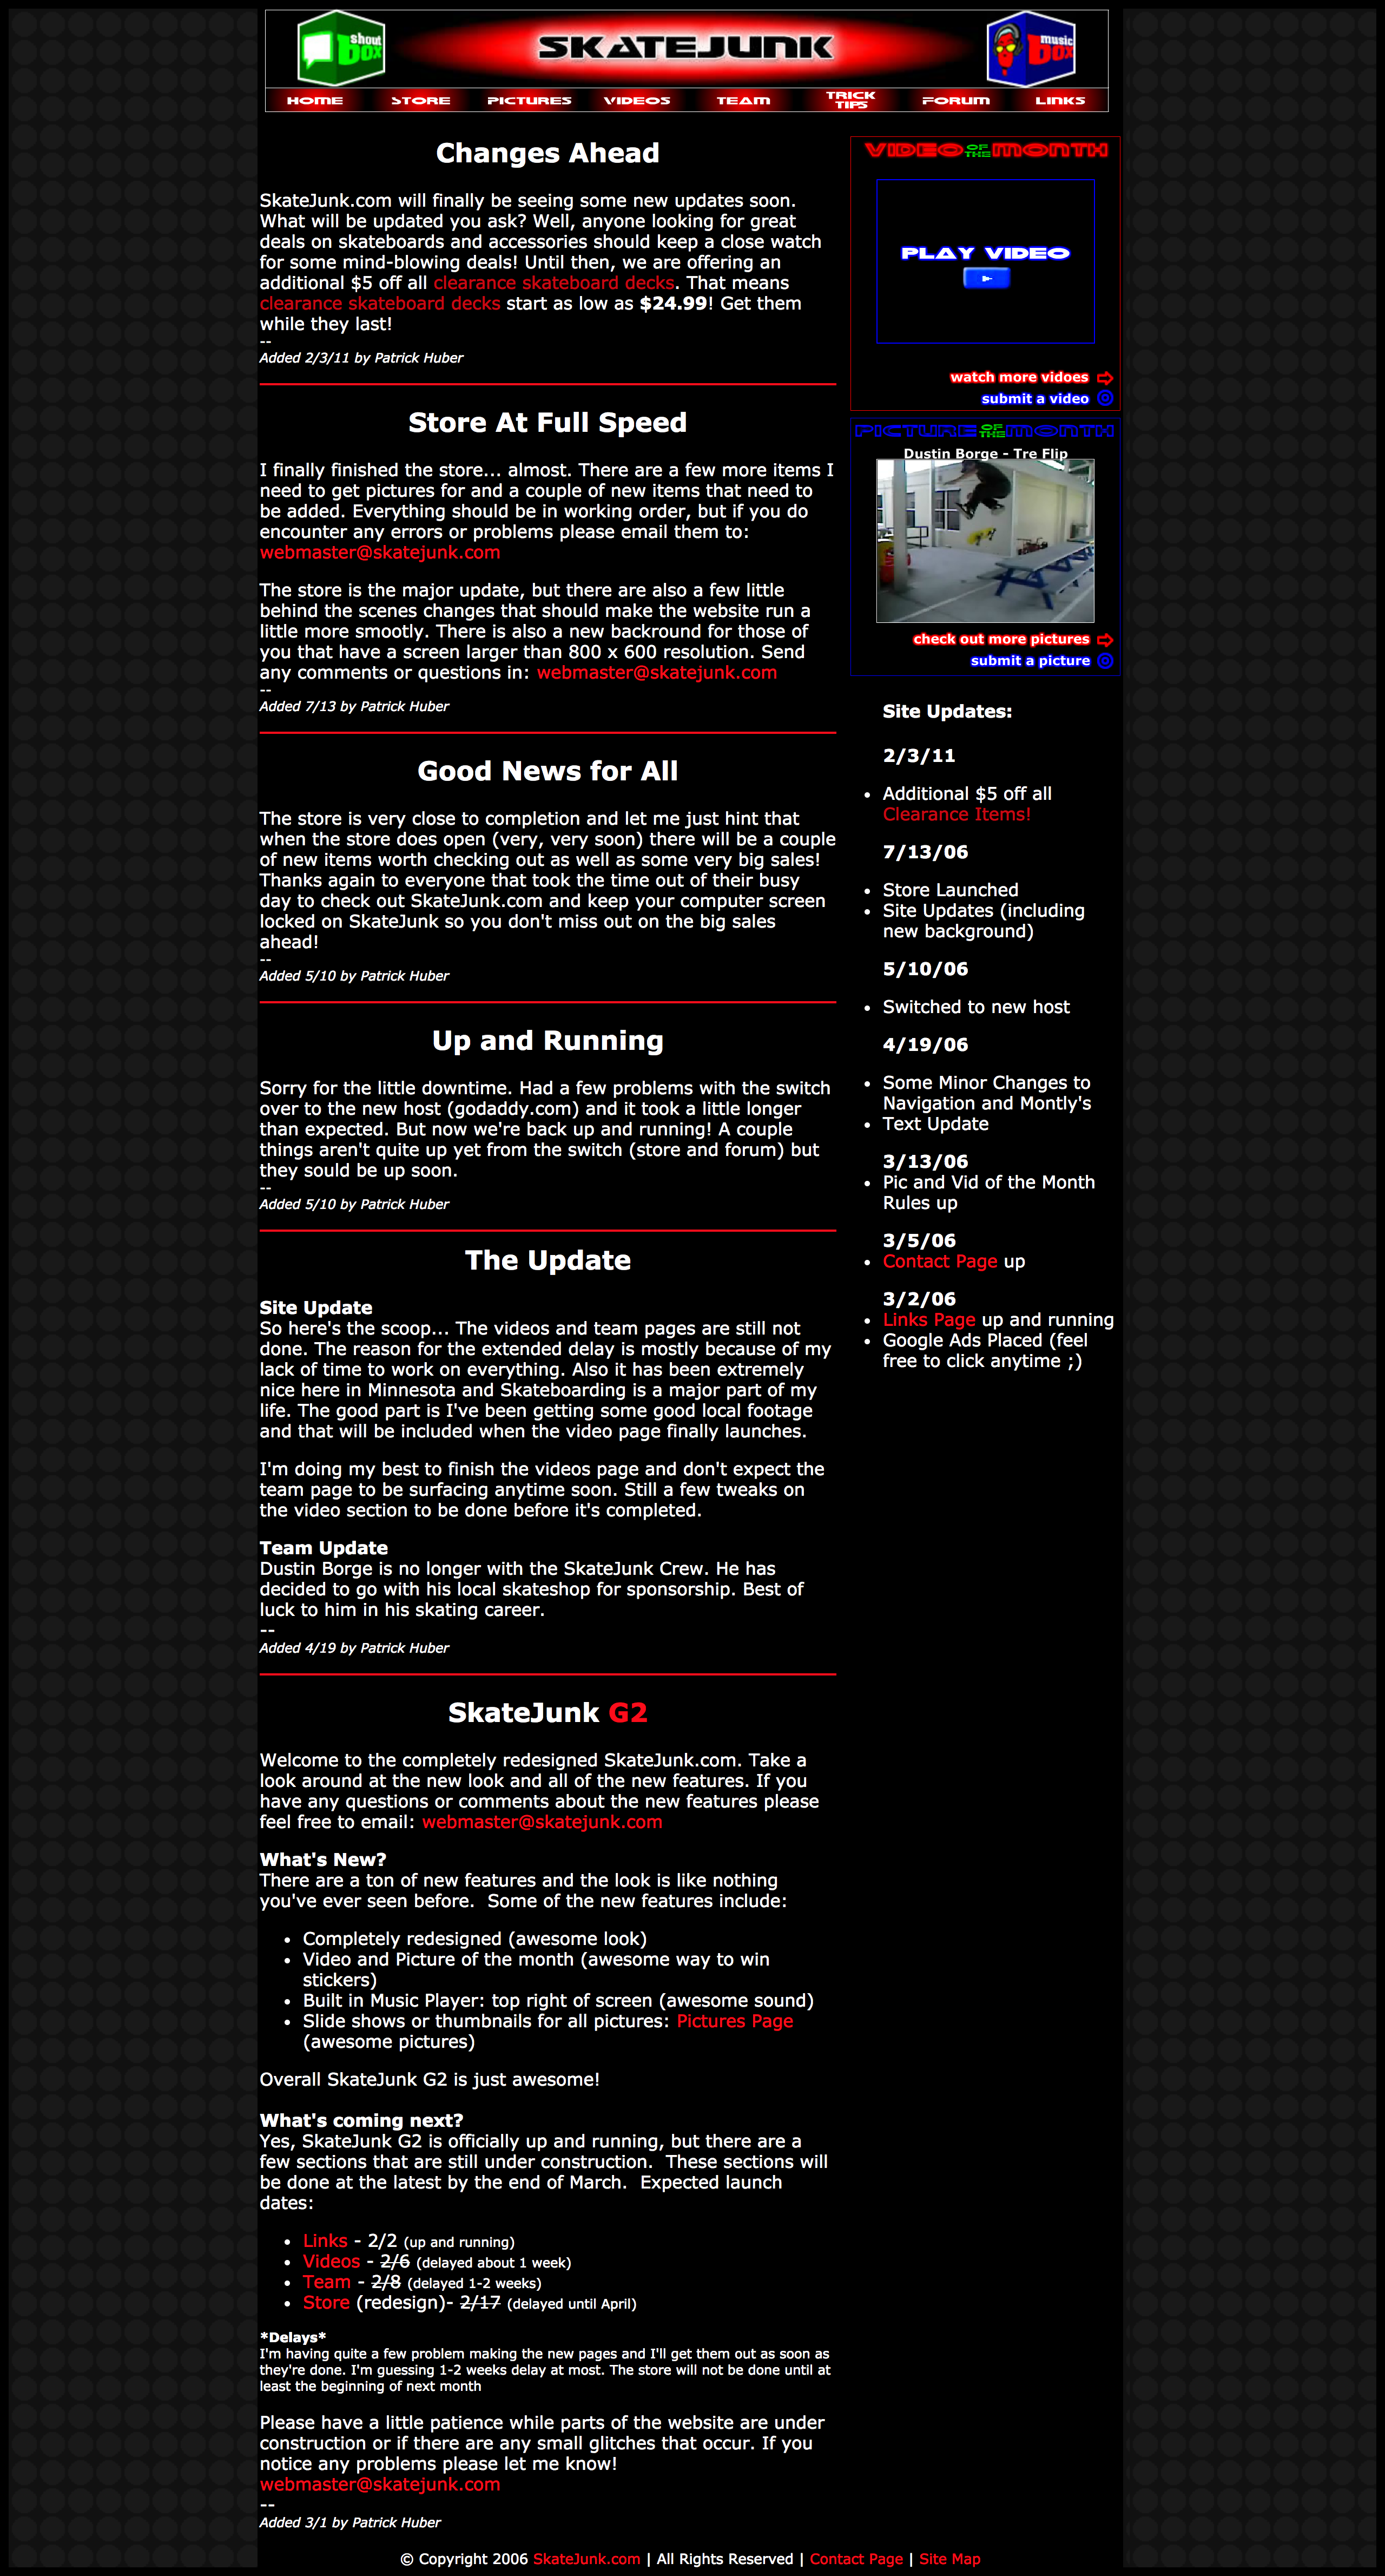 shout
box
SKATEJUNK
music
box
HOME STORE PICTURES VIDEOS TEAM TRICK TIPS FORUM LINKS
Changes Ahead
SkateJunk.com will finally be seeing some new updates soon.
What will be updated you ask? Well, anyone looking for great
deals on skateboards and accessories should keep a close watch
for some mind-blowing deals! Until then, we are offering an
additional $5 off all clearance skateboard decks. That means
clearance skateboard decks start as low as $24.99! Get them
while they last!
--
Added 2/3/11 by Patrick Huber
Store At Full Speed
I finally finished the store... almost. There are a few more items I
need to get pictures for and a couple of new items that need to
be added. Everything should be in working order, but if you do
encounter any errors or problems please email them to:
webmaster@skatejunk.com
The store is the major update, but there are also a few little
behind the scenes changes that should make the website run a
little more smootly. There is also a new backround for those of
you that have a screen larger than 800 x 600 resolution. Send
any comments or questions in: webmaster@skatejunk.com
--
Added 7/13 by Patrick Huber
Good News for All
The store is very close to completion and let me just hint that
when the store does open (very, very soon) there will be a couple
of new items worth checking out as well as some very big sales!
Thanks again to everyone that took the time out of their busy
day to check out SkateJunk.com and keep your computer screen
locked on SkateJunk so you don't miss out on the big sales
ahead!
--
Added 5/10 by Patrick Huber
Up and Running
Sorry for the little downtime. Had a few problems with the switch
over to the new host (godaddy.com) and it took a little longer
than expected. But now we're back up and running! A couple
things aren't quite up yet from the switch (store and forum) but
they sould be up soon.
--
Added 5/10 by Patrick Huber
The Update
Site Update
So here's the scoop... The videos and team pages are still not
done. The reason for the extended delay is mostly because of my
lack of time to work on everything. Also it has been extremely
nice here in Minnesota and Skateboarding is a major part of my
life. The good part is I've been getting some good local footage
and that will be included when the video page finally launches.
I'm doing my best to finish the videos page and don't expect the
team page to be surfacing anytime soon. Still a few tweaks on
the video section to be done before it's completed.
Team Update
Dustin Borge is no longer with the SkateJunk Crew. He has
decided to go with his local skateshop for sponsorship. Best of
luck to him in his skating career.
--
Added 4/19 by Patrick Huber
SkateJunk G2
Welcome to the completely redesigned SkateJunk.com. Take a
look around at the new look and all of the new features. If you
have any questions or comments about the new features please
feel free to email: webmaster@skatejunk.com
What's New?
There are a ton of new features and the look is like nothing
you've ever seen before.  Some of the new features include:
• Completely redesigned (awesome look)
• Video and Picture of the month (awesome way to win
stickers)
• Built in Music Player: top right of screen (awesome sound)
• Slide shows or thumbnails for all pictures: Pictures Page
(awesome pictures)
Overall SkateJunk G2 is just awesome!
What's coming next?
Yes, SkateJunk G2 is officially up and running, but there are a
few sections that are still under construction.  These sections will
be done at the latest by the end of March.  Expected launch
dates:
• Links - 2/2 (up and running)
• Videos - 2/6 (delayed about 1 week)
• Team - 2/8 (delayed 1-2 weeks)
• Store (redesign)- 2/17 (delayed until April)
*Delays*
I'm having quite a few problem making the new pages and I'll get them out as soon as
they're done. I'm guessing 1-2 weeks delay at most. The store will not be done until at
least the beginning of next month
Please have a little patience while parts of the website are under
construction or if there are any small glitches that occur. If you
notice any problems please let me know!
webmaster@skatejunk.com
--
Added 3/1 by Patrick Huber
VIDEO OF THE MONTH
PLAY VIDEO
watch more vidoes
submit a video
PICTURE OF THE MONTH
Dustin Borge - Tre Flip
check out more pictures
submit a picture
Site Updates:
2/3/11
• Additional $5 off all
Clearance Items!
7/13/06
• Store Launched
• Site Updates (including
new background)
5/10/06
• Switched to new host
4/19/06
• Some Minor Changes to
Navigation and Montly's
• Text Update
3/13/06
• Pic and Vid of the Month
Rules up
3/5/06
• Contact Page up
3/2/06
• Links Page up and running
• Google Ads Placed (feel
free to click anytime ;)
© Copyright 2006 SkateJunk.com | All Rights Reserved | Contact Page | Site Map